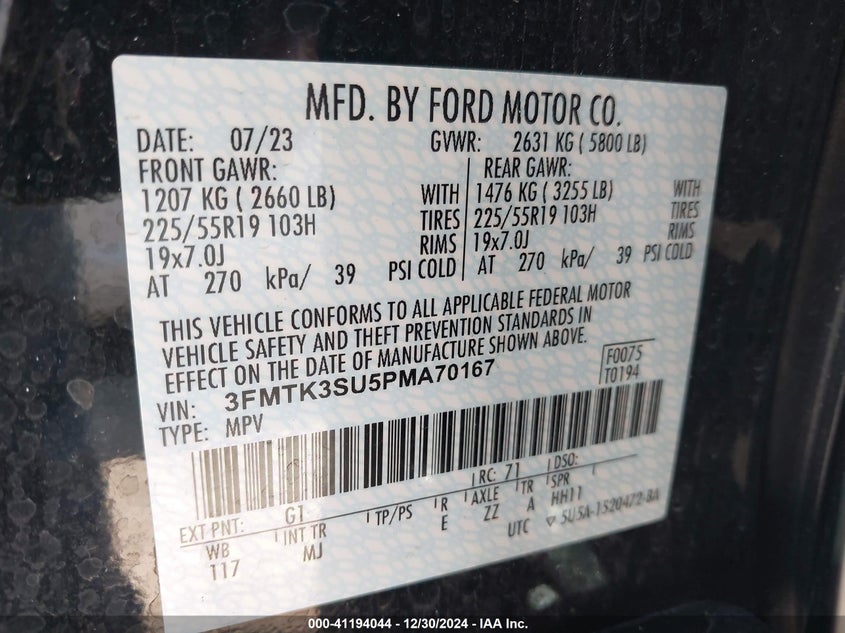 MFD. BY FORD MOTOR CO.
DATE: 07/23 GVWR: 2631 KG ( 5800 LB)
FRONT GAWR: REAR GAWR:
1207 KG ( 2660 LB) WITH 1476 KG ( 3255 LB) WITH
225/55R19 103H TIRES 225/55R19 103H TIRES
19x7.0J RIMS 19x7.0J RIMS
AT 270 kPa/ 39 PSI COLD AT 270 kPa/ 39 PSI COLD
THIS VEHICLE CONFORMS TO ALL APPLICABLE FEDERAL MOTOR
VEHICLE SAFETY AND THEFT PREVENTION STANDARDS IN
EFFECT ON THE DATE OF MANUFACTURE SHOWN ABOVE.
F0075
VIN: 3FMTK3SU5PMA70167 T0194
TYPE: MPV
EXT PNT: G1 RC: 71 DSO:
WB INT TR TP/PS R AXLE TR SPR
117 MJ E ZZ A HH11
UTC 5U5A-1520472-BA
000-41194044 - 12/30/2024 - IAA Inc.